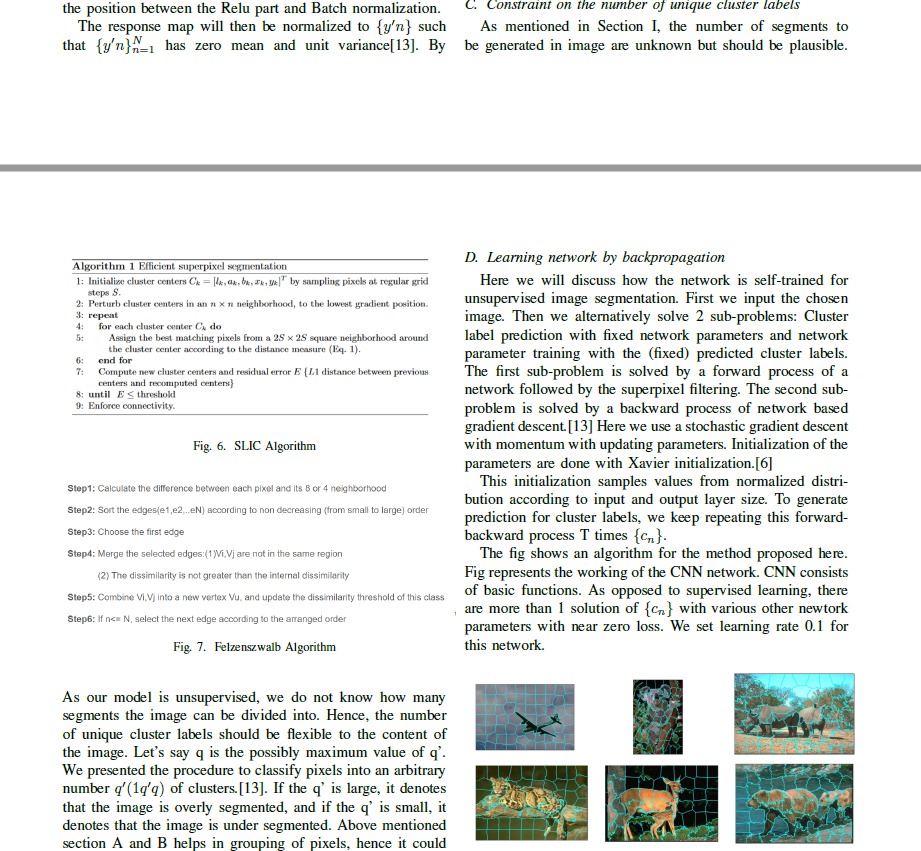 the position between the Relu part and Batch normalization.
The response map will then be normalized to {y′n} such
that {y′n}_{n=1}^{N} has zero mean and unit variance[13]. By
C. Constraint on the number of unique cluster labels
As mentioned in Section I, the number of segments to
be generated in image are unknown but should be plausible.
Algorithm 1 Efficient superpixel segmentation
1: Initialize cluster centers C_k = [l_k, a_k, b_k, x_k, y_k]^T by sampling pixels at regular grid
steps S.
2: Perturb cluster centers in an n × n neighborhood, to the lowest gradient position.
3: repeat
4: for each cluster center C_k do
5: Assign the best matching pixels from a 2S × 2S square neighborhood around
the cluster center according to the distance measure (Eq. 1).
6: end for
7: Compute new cluster centers and residual error E {L1 distance between previous
centers and recomputed centers}
8: until E ≤ threshold
9: Enforce connectivity.
Fig. 6. SLIC Algorithm
Step1: Calculate the difference between each pixel and its 8 or 4 neighborhood
Step2: Sort the edges(e1,e2,..eN) according to non decreasing (from small to large) order
Step3: Choose the first edge
Step4: Merge the selected edges:(1)Vi,Vj are not in the same region
(2) The dissimilarity is not greater than the internal dissimilarity
Step5: Combine Vi,Vj into a new vertex Vu, and update the dissimilarity threshold of this class
Step6: If n<= N, select the next edge according to the arranged order
Fig. 7. Felzenszwalb Algorithm
As our model is unsupervised, we do not know how many
segments the image can be divided into. Hence, the number
of unique cluster labels should be flexible to the content of
the image. Let's say q is the possibly maximum value of q'.
We presented the procedure to classify pixels into an arbitrary
number q′(1q′q) of clusters.[13]. If the q' is large, it denotes
that the image is overly segmented, and if the q' is small, it
denotes that the image is under segmented. Above mentioned
section A and B helps in grouping of pixels, hence it could
D. Learning network by backpropagation
Here we will discuss how the network is self-trained for
unsupervised image segmentation. First we input the chosen
image. Then we alternatively solve 2 sub-problems: Cluster
label prediction with fixed network parameters and network
parameter training with the (fixed) predicted cluster labels.
The first sub-problem is solved by a forward process of a
network followed by the superpixel filtering. The second sub-
problem is solved by a backward process of network based
gradient descent.[13] Here we use a stochastic gradient descent
with momentum with updating parameters. Initialization of the
parameters are done with Xavier initialization.[6]
This initialization samples values from normalized distri-
bution according to input and output layer size. To generate
prediction for cluster labels, we keep repeating this forward-
backward process T times {c_n}.
The fig shows an algorithm for the method proposed here.
Fig represents the working of the CNN network. CNN consists
of basic functions. As opposed to supervised learning, there
are more than 1 solution of {c_n} with various other newtork
parameters with near zero loss. We set learning rate 0.1 for
this network.